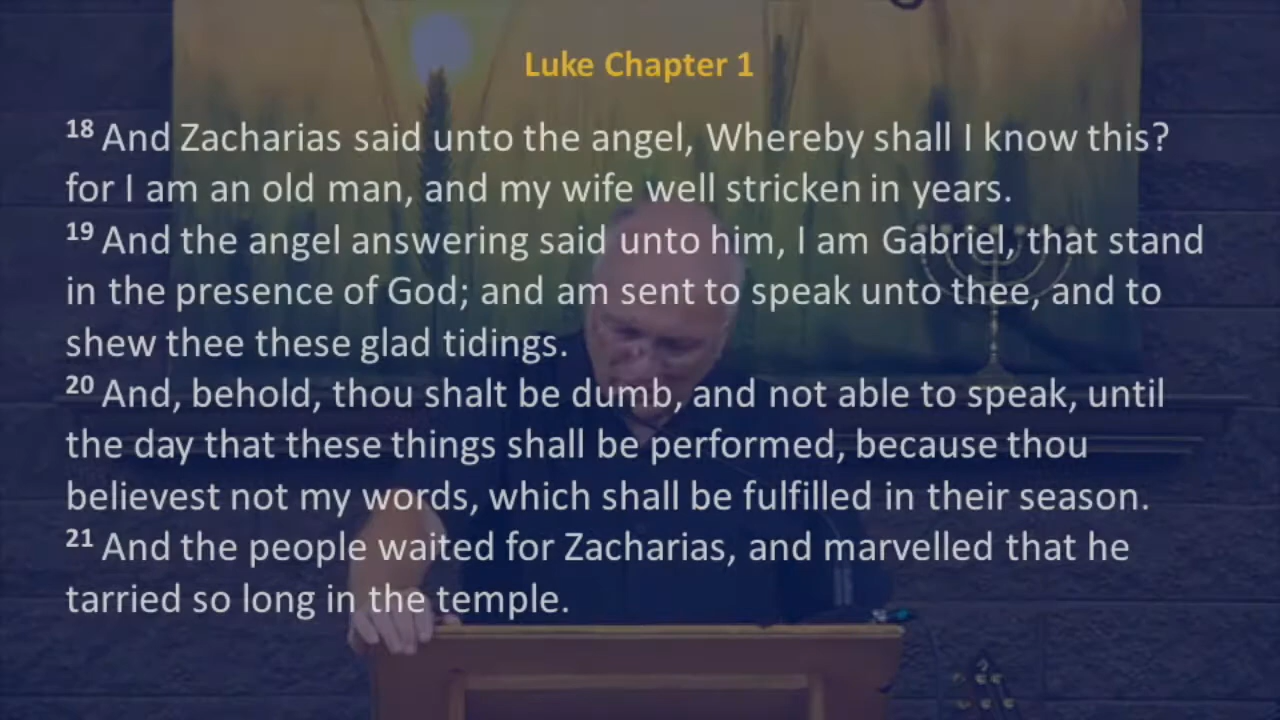 Luke Chapter 1
18 And Zacharias said unto the angel, Whereby shall I know this?
for I am an old man, and my wife well stricken in years.
19 And the angel answering said unto him, I am Gabriel, that stand
in the presence of God; and am sent to speak unto thee, and to
shew thee these glad tidings.
20 And, behold, thou shalt be dumb, and not able to speak, until
the day that these things shall be performed, because thou
believest not my words, which shall be fulfilled in their season.
21 And the people waited for Zacharias, and marvelled that he
tarried so long in the temple.